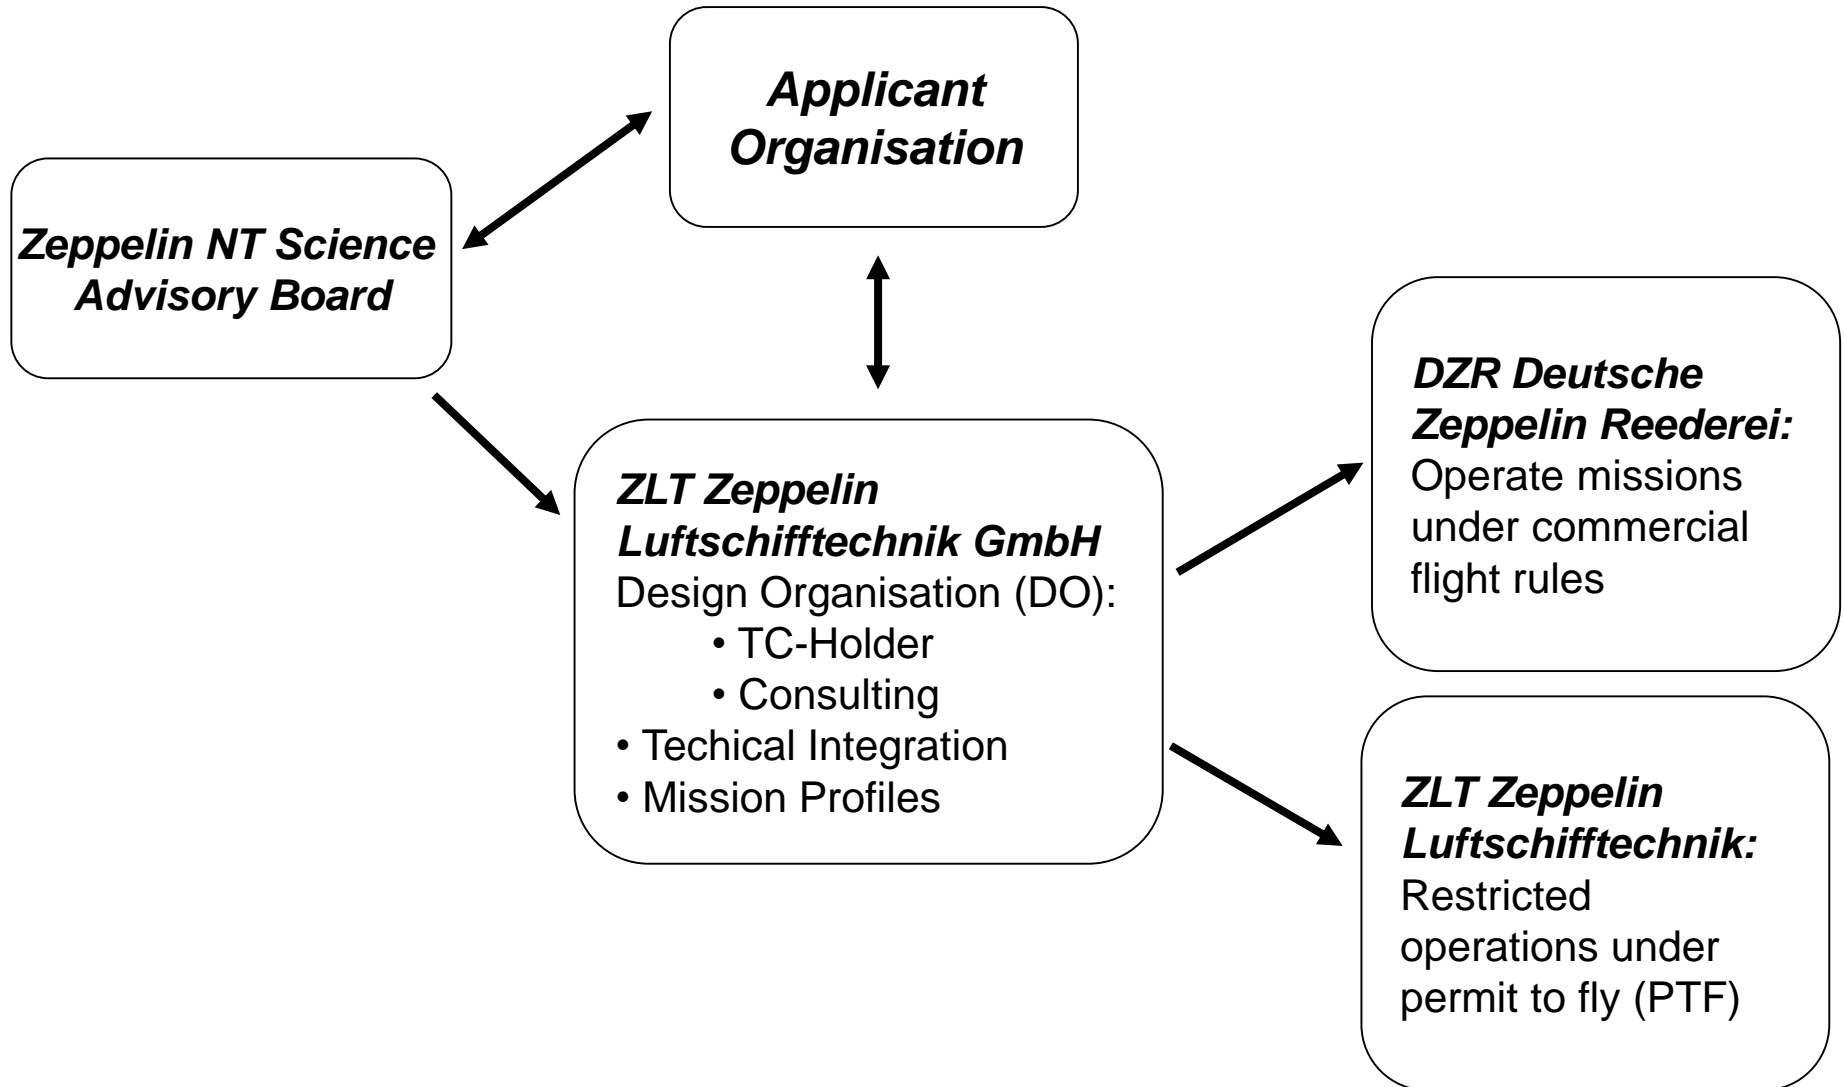 Applicant
Organisation
Zeppelin NT Science
Advisory Board
ZLT Zeppelin
Luftschifftechnik GmbH
Design Organisation (DO):
• TC-Holder
• Consulting
• Techical Integration
• Mission Profiles
DZR Deutsche
Zeppelin Reederei:
Operate missions
under commercial
flight rules
ZLT Zeppelin
Luftschifftechnik:
Restricted
operations under
permit to fly (PTF)